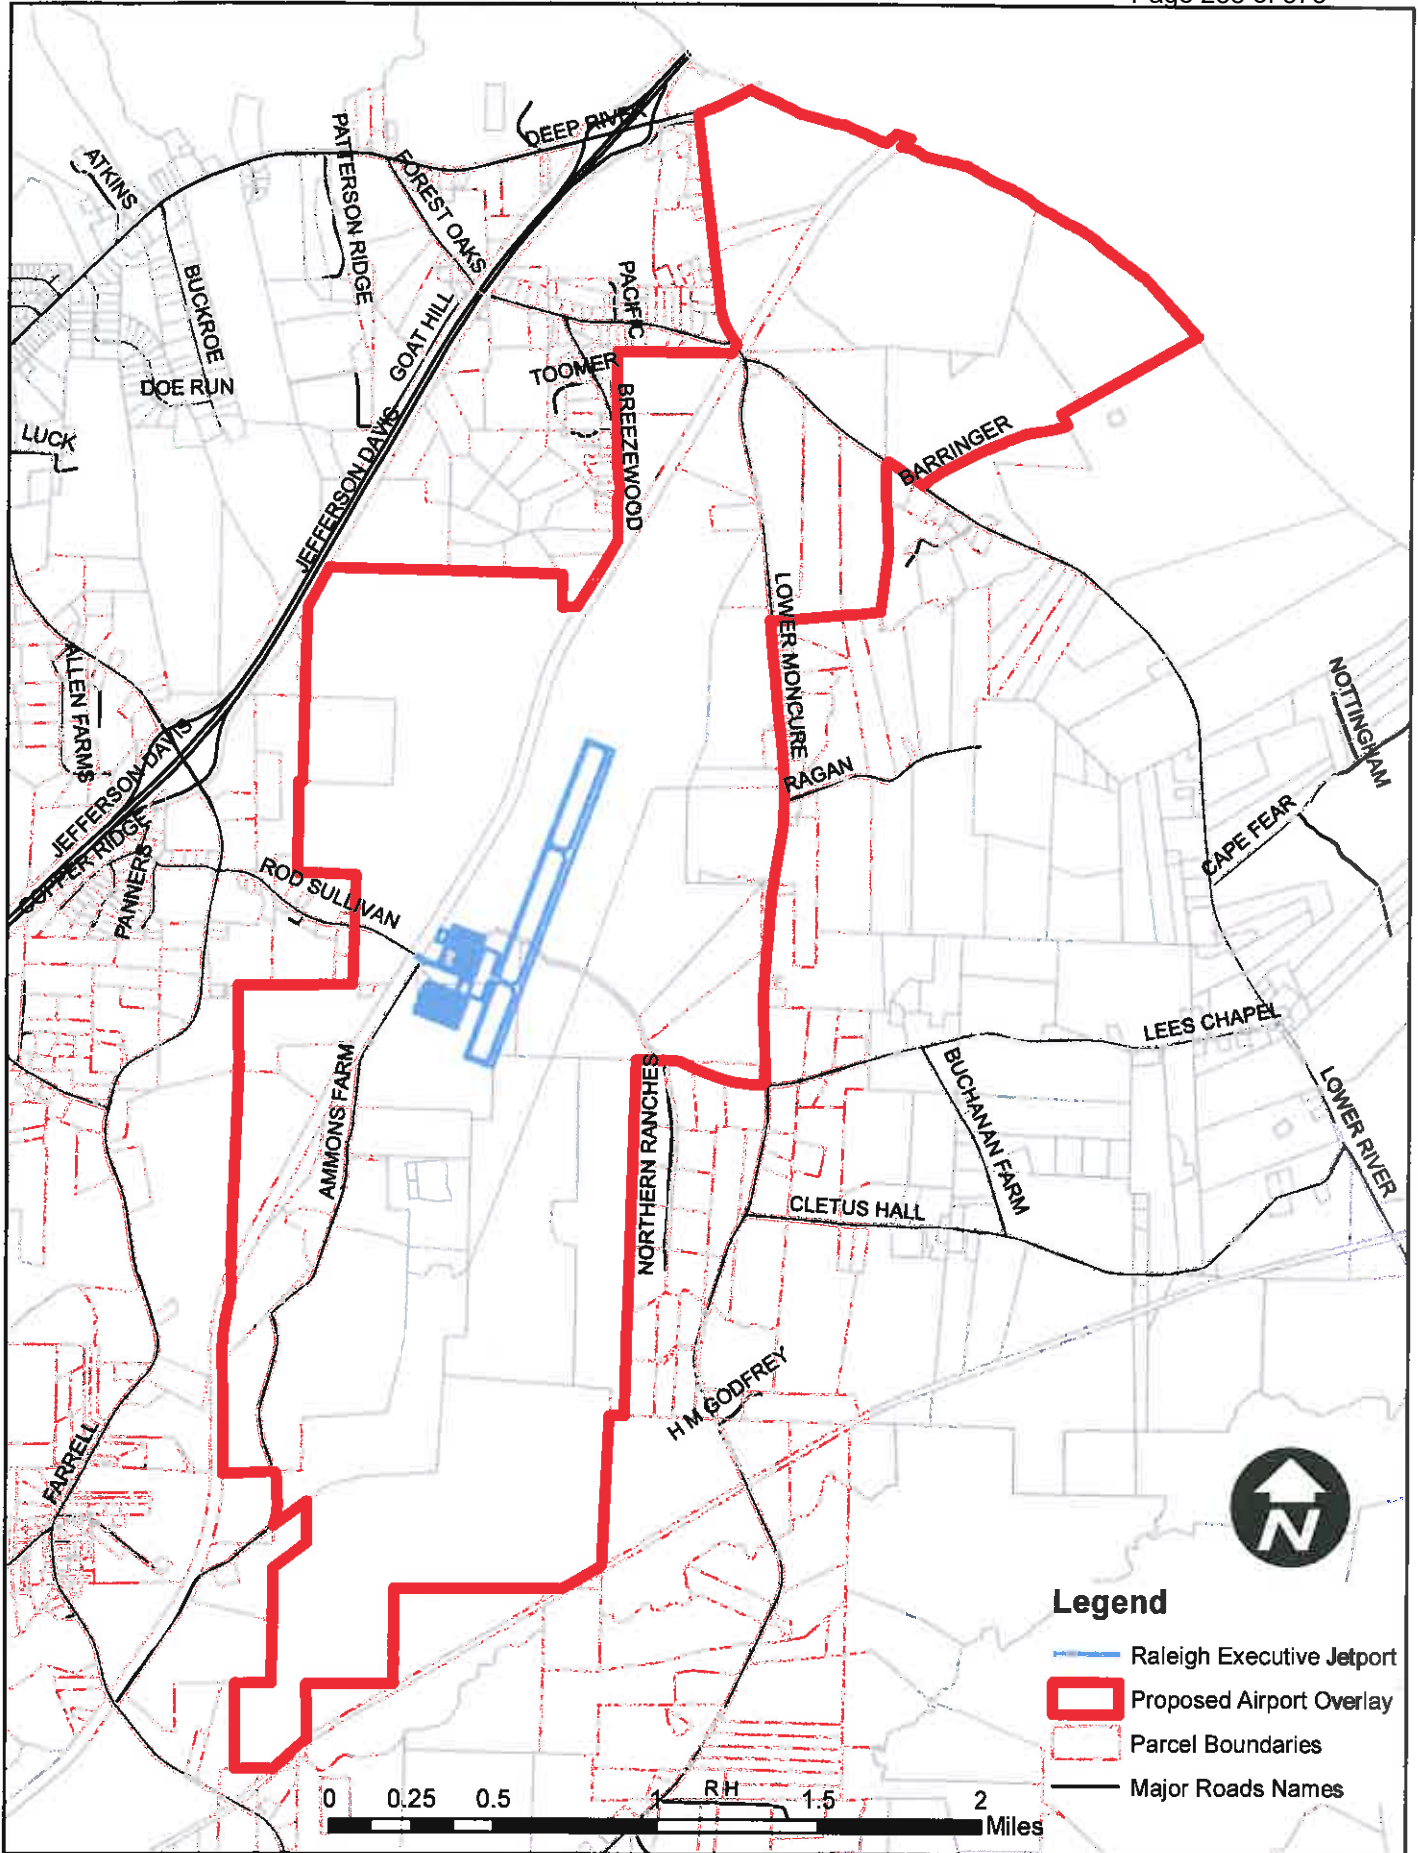 DEEP RIVER
ATKINS
PATTERSON RIDGE
FOREST OAKS
BUCKROE
PACIFIC
GOAT HILL
DOE RUN
TOOMER
BREEZEWOOD
LUCK
JEFFERSON DAVIS
BARRINGER
LOWER MONCURE
ALLEN FARMS
NOTTINGHAM
JEFFERSON DAVIS
RAGAN
COPPER RIDGE
PANNERS
CAPE FEAR
ROD SULLIVAN
LEES CHAPEL
AMMONS FARM
NORTHERN RANCHES
BUCHANAN FARM
LOWER RIVER
CLETUS HALL
H M GODFREY
FARRELL
N
Legend
Raleigh Executive Jetport
Proposed Airport Overlay
Parcel Boundaries
Major Roads Names
R H
0 0.25 0.5 1 1.5 2
Miles